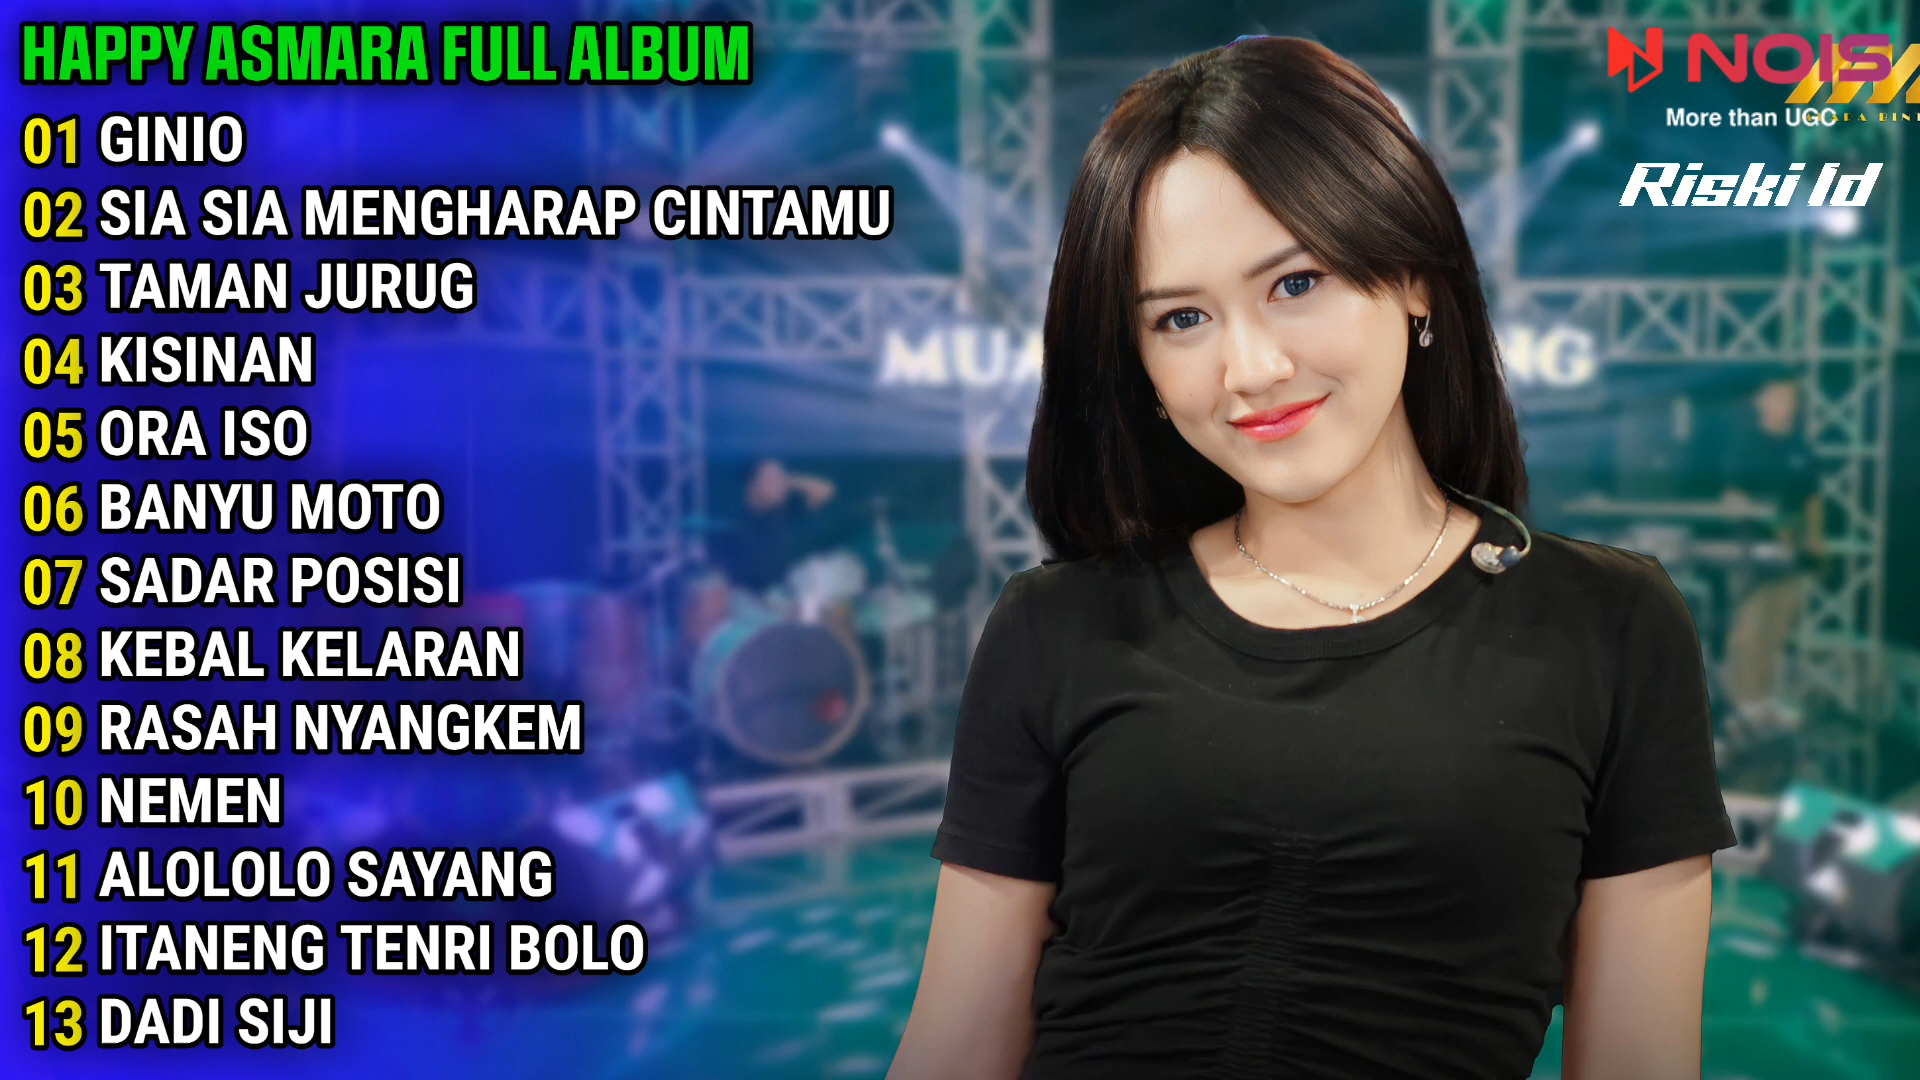 HAPPY ASMARA FULL ALBUM
01 GINIO
02 SIA SIA MENGHARAP CINTAMU
03 TAMAN JURUG
04 KISINAN
05 ORA ISO
06 BANYU MOTO
07 SADAR POSISI
08 KEBAL KELARAN
09 RASAH NYANGKEM
10 NEMEN
11 ALOLOLO SAYANG
12 ITANENG TENRI BOLO
13 DADI SIJI
NOIS
More than UGC
Riski Id